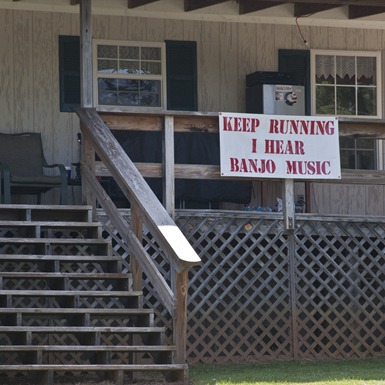 KEEP RUNNING
I HEAR
BANJO MUSIC